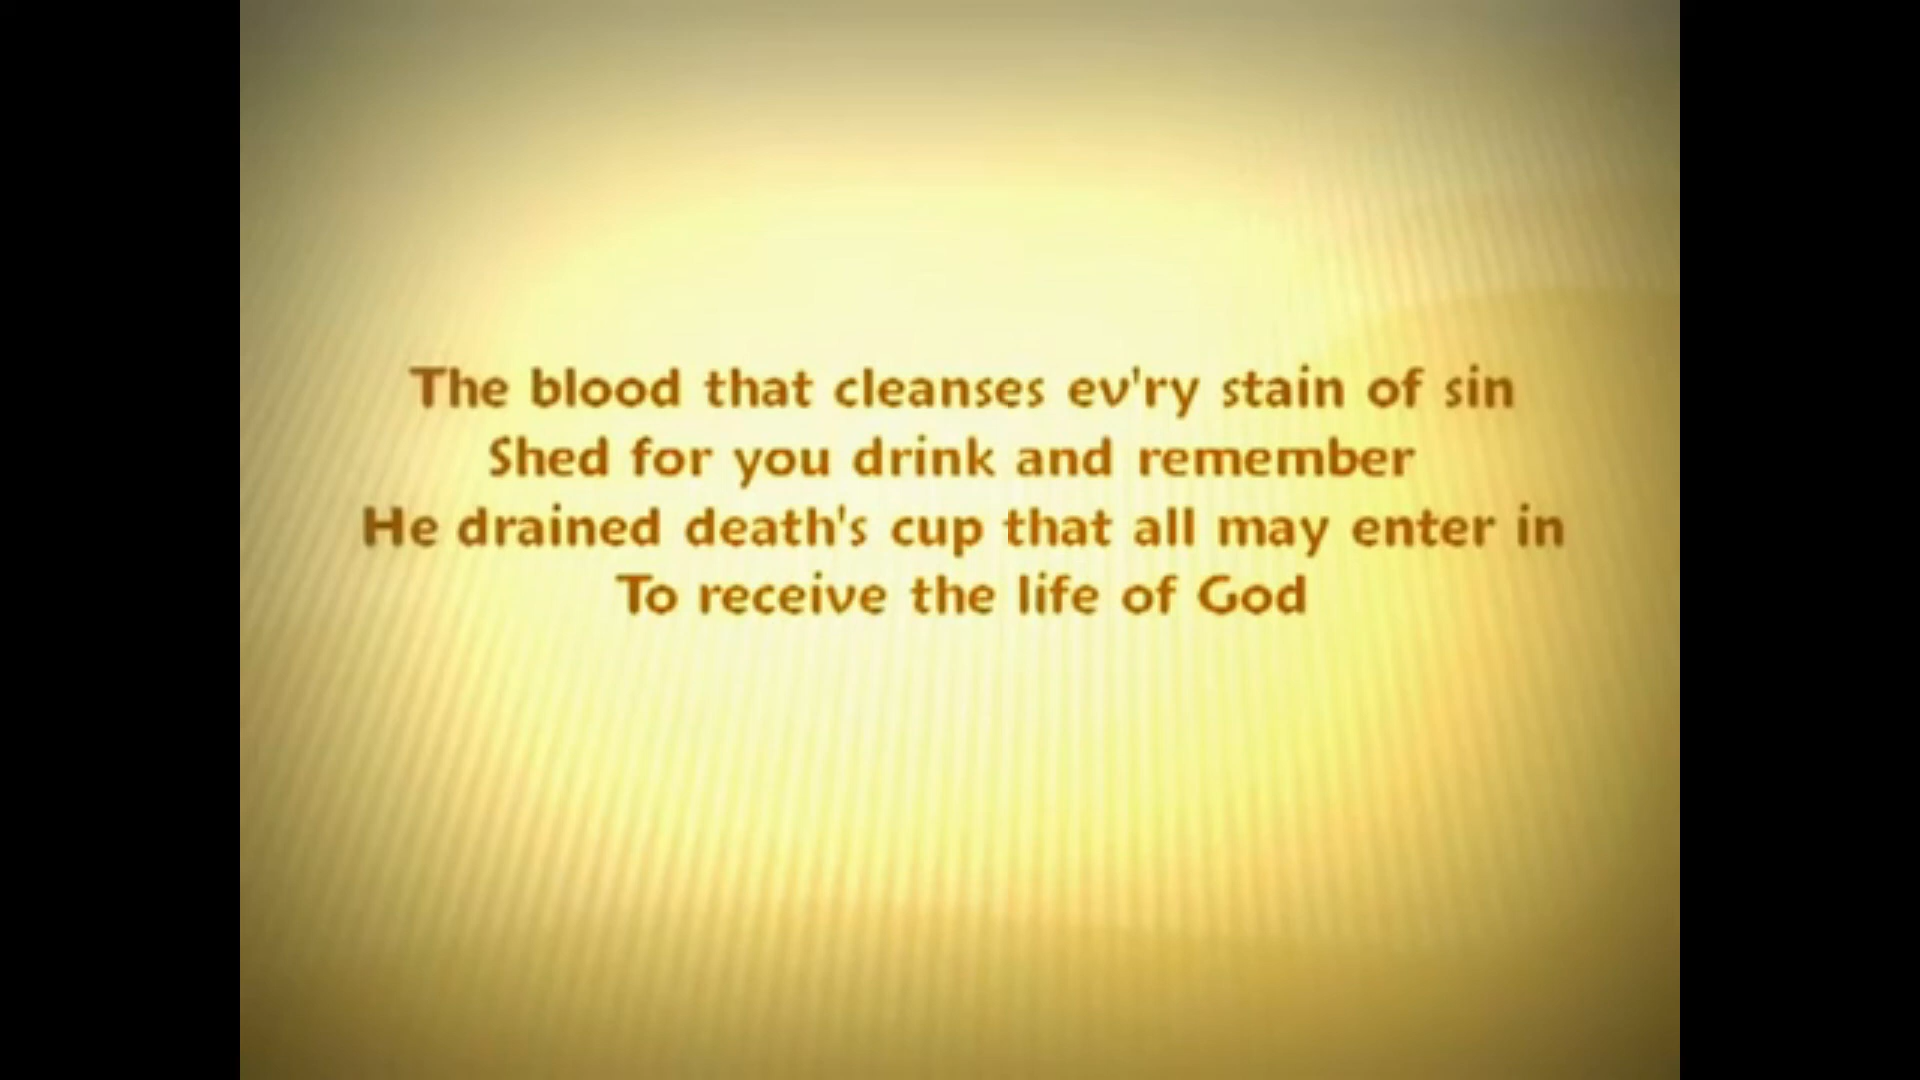 The blood that cleanses ev'ry stain of sin
Shed for you drink and remember
He drained death's cup that all may enter in
To receive the life of God